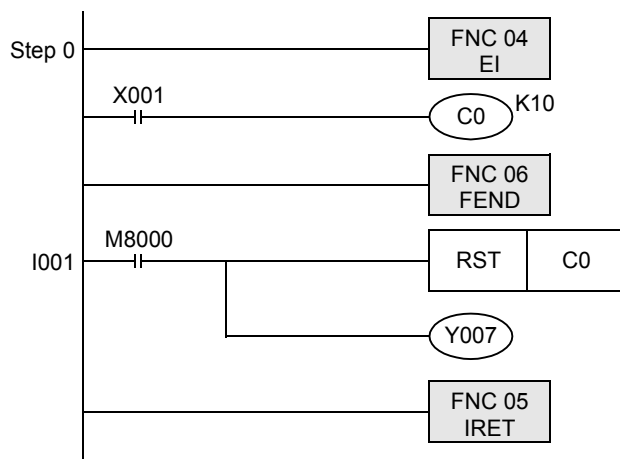 Step 0
FNC 04
EI
X001
C0
K10
FNC 06
FEND
I001
M8000
RST
C0
Y007
FNC 05
IRET